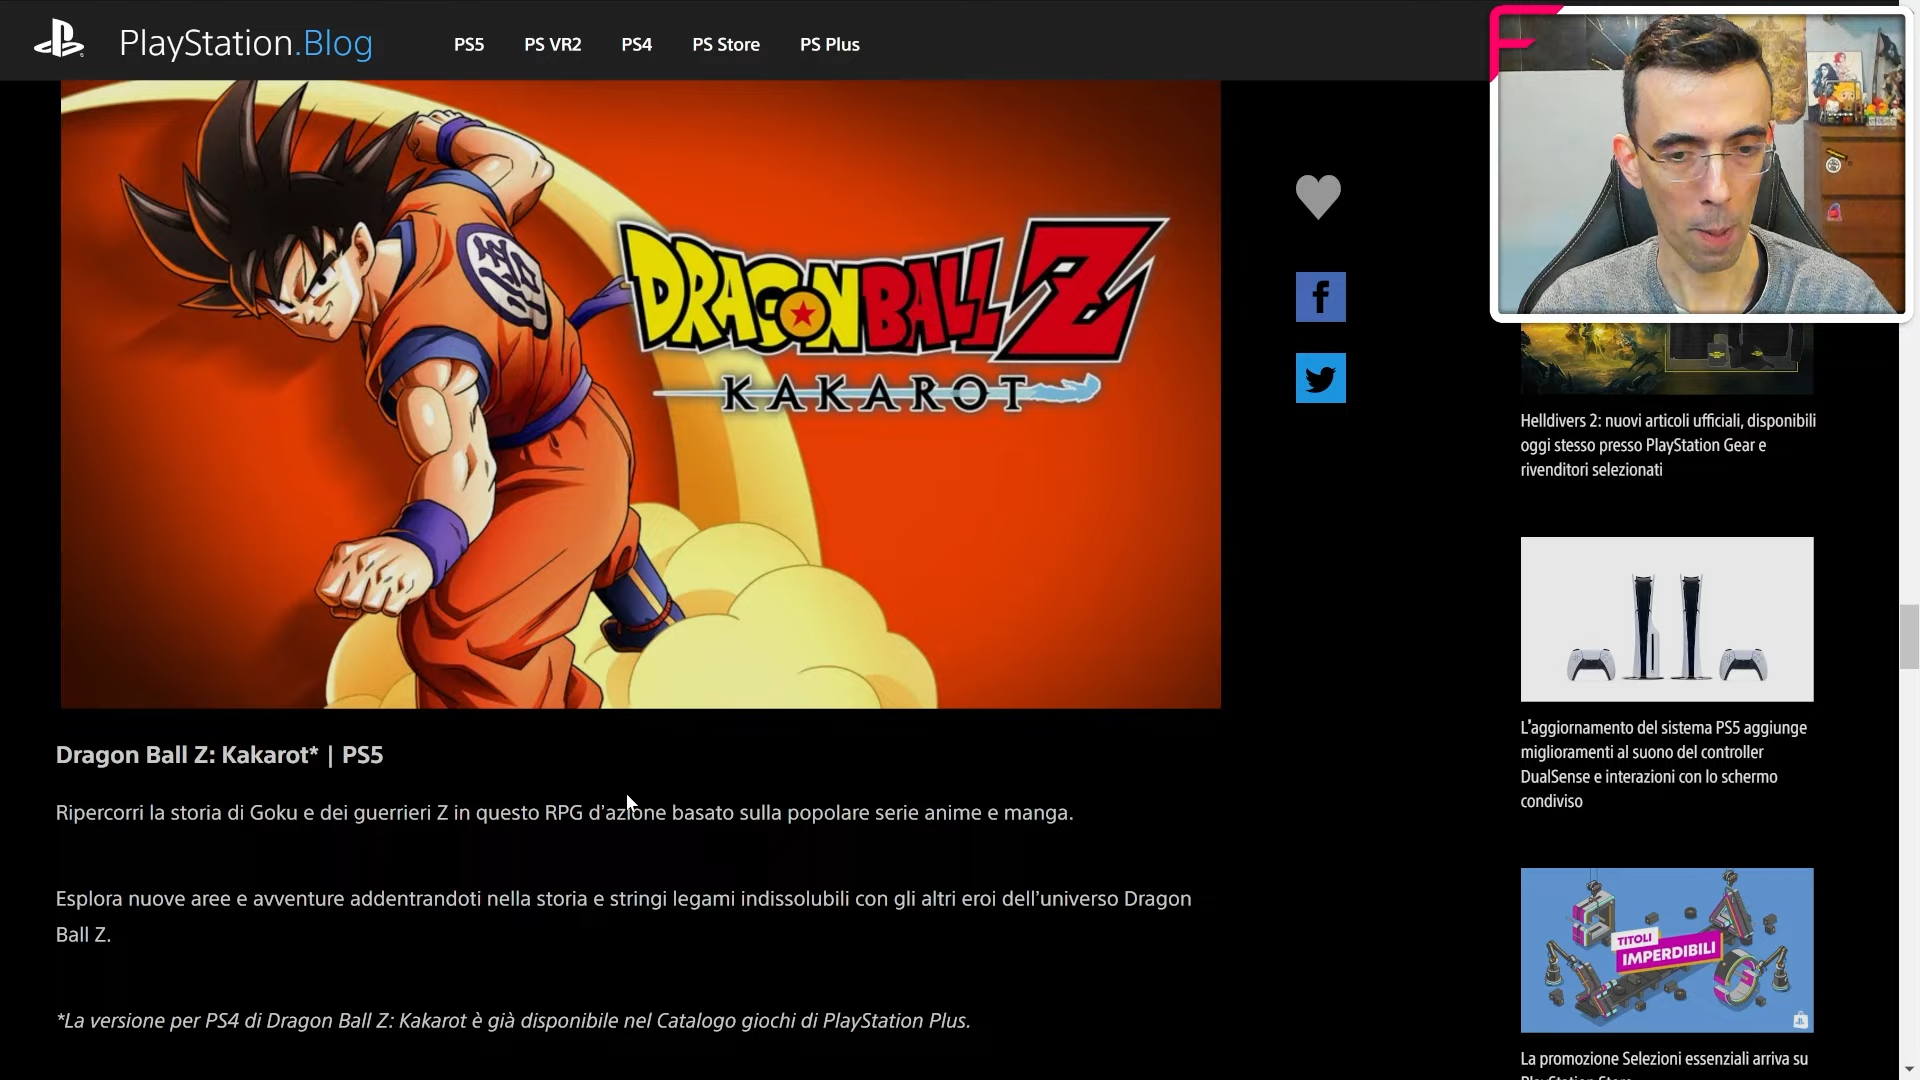 PlayStation.Blog
PS5
PS VR2
PS4
PS Store
PS Plus
DRAGON BALL Z
KAKAROT
Dragon Ball Z: Kakarot* | PS5
Ripercorri la storia di Goku e dei guerrieri Z in questo RPG d’azione basato sulla popolare serie anime e manga.
Esplora nuove aree e avventure addentrandoti nella storia e stringi legami indissolubili con gli altri eroi dell’universo Dragon
Ball Z.
*La versione per PS4 di Dragon Ball Z: Kakarot è già disponibile nel Catalogo giochi di PlayStation Plus.
Helldivers 2: nuovi articoli ufficiali, disponibili
oggi stesso presso PlayStation Gear e
rivenditori selezionati
L’aggiornamento del sistema PS5 aggiunge
miglioramenti al suono del controller
DualSense e interazioni con lo schermo
condiviso
TITOLI
IMPERDIBILI
La promozione Selezioni essenziali arriva su